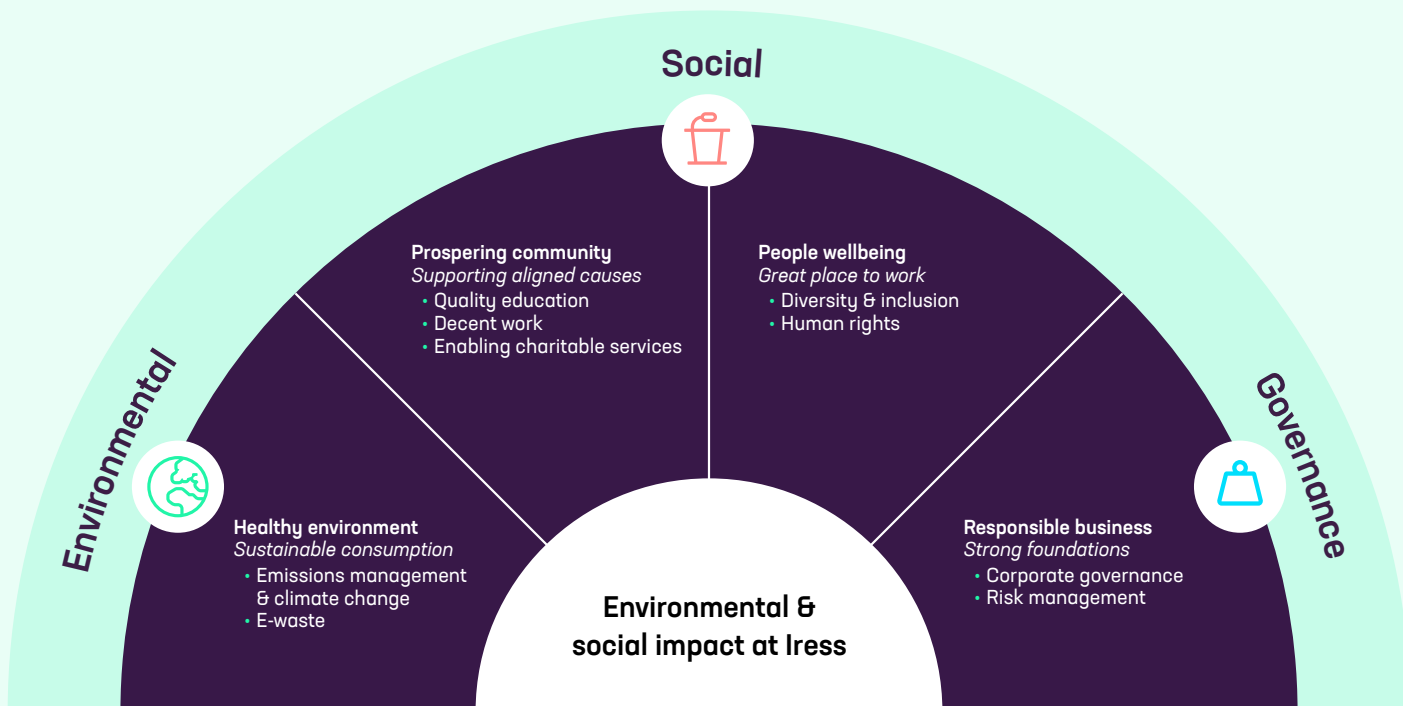 Social
Environmental
Governance
Prospering community
Supporting aligned causes
• Quality education
• Decent work
• Enabling charitable services
People wellbeing
Great place to work
• Diversity & inclusion
• Human rights
Healthy environment
Sustainable consumption
• Emissions management
& climate change
• E-waste
Responsible business
Strong foundations
• Corporate governance
• Risk management
Environmental &
social impact at Iress